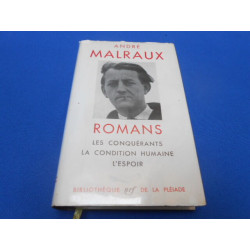 ANDRÉ
MALRAUX
ROMANS
LES CONQUÉRANTS
LA CONDITION HUMAINE
L'ESPOIR
BIBLIOTHÈQUE nrf DE LA PLÉIADE